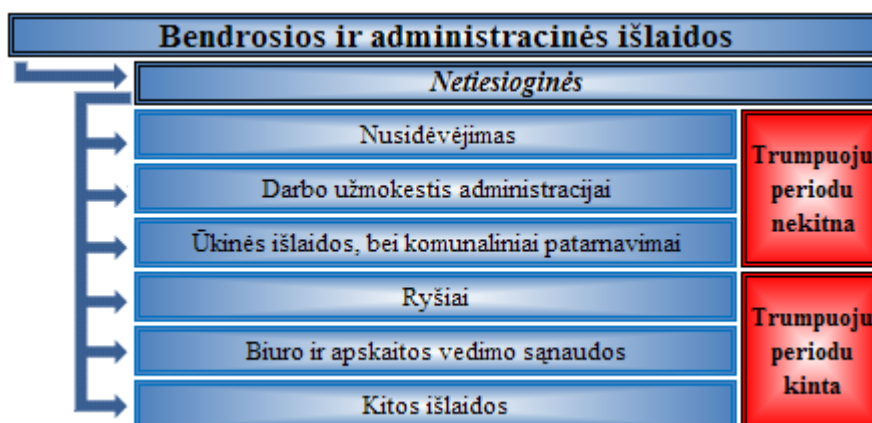 Bendrosios ir administracinės išlaidos
Netiesioginės
Nusidėvėjimas
Darbo užmokestis administracijai
Ūkinės išlaidos, bei komunaliniai patarnavimai
Trumpuoju
periodu
nekitna
Ryšiai
Biuro ir apskaitos vedimo sąnaudos
Kitos išlaidos
Trumpuoju
periodu
kinta